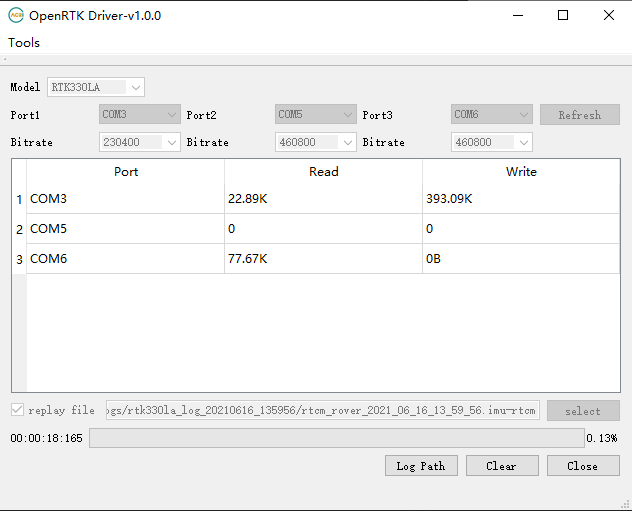 OpenRTK Driver-v1.0.0
Tools
Model RTK330LA
Port1 COM3 Port2 COM5 Port3 COM6 Refresh
Bitrate 230400 Bitrate 460800 Bitrate 460800
Port Read Write
1 COM3 22.89K 393.09K
2 COM5 0 0
3 COM6 77.67K 0B
replay file ogs/rtk330la_log_20210616_135956/rtcm_rover_2021_06_16_13_59_56.imu-rtcm select
00:00:18:165 0.13%
Log Path Clear Close